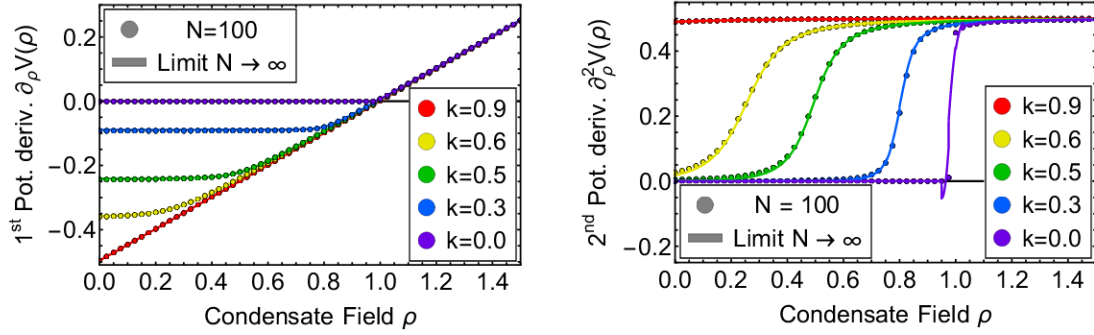 1st Pot. deriv. ∂ρV(ρ)
0.2
0.0
−0.2
−0.4
N=100
Limit N → ∞
k=0.9
k=0.6
k=0.5
k=0.3
k=0.0
0.0 0.2 0.4 0.6 0.8 1.0 1.2 1.4
Condensate Field ρ
2nd Pot. deriv. ∂ρ²V(ρ)
0.4
0.2
0.0
−0.2
N = 100
Limit N → ∞
k=0.9
k=0.6
k=0.5
k=0.3
k=0.0
0.0 0.2 0.4 0.6 0.8 1.0 1.2 1.4
Condensate Field ρ